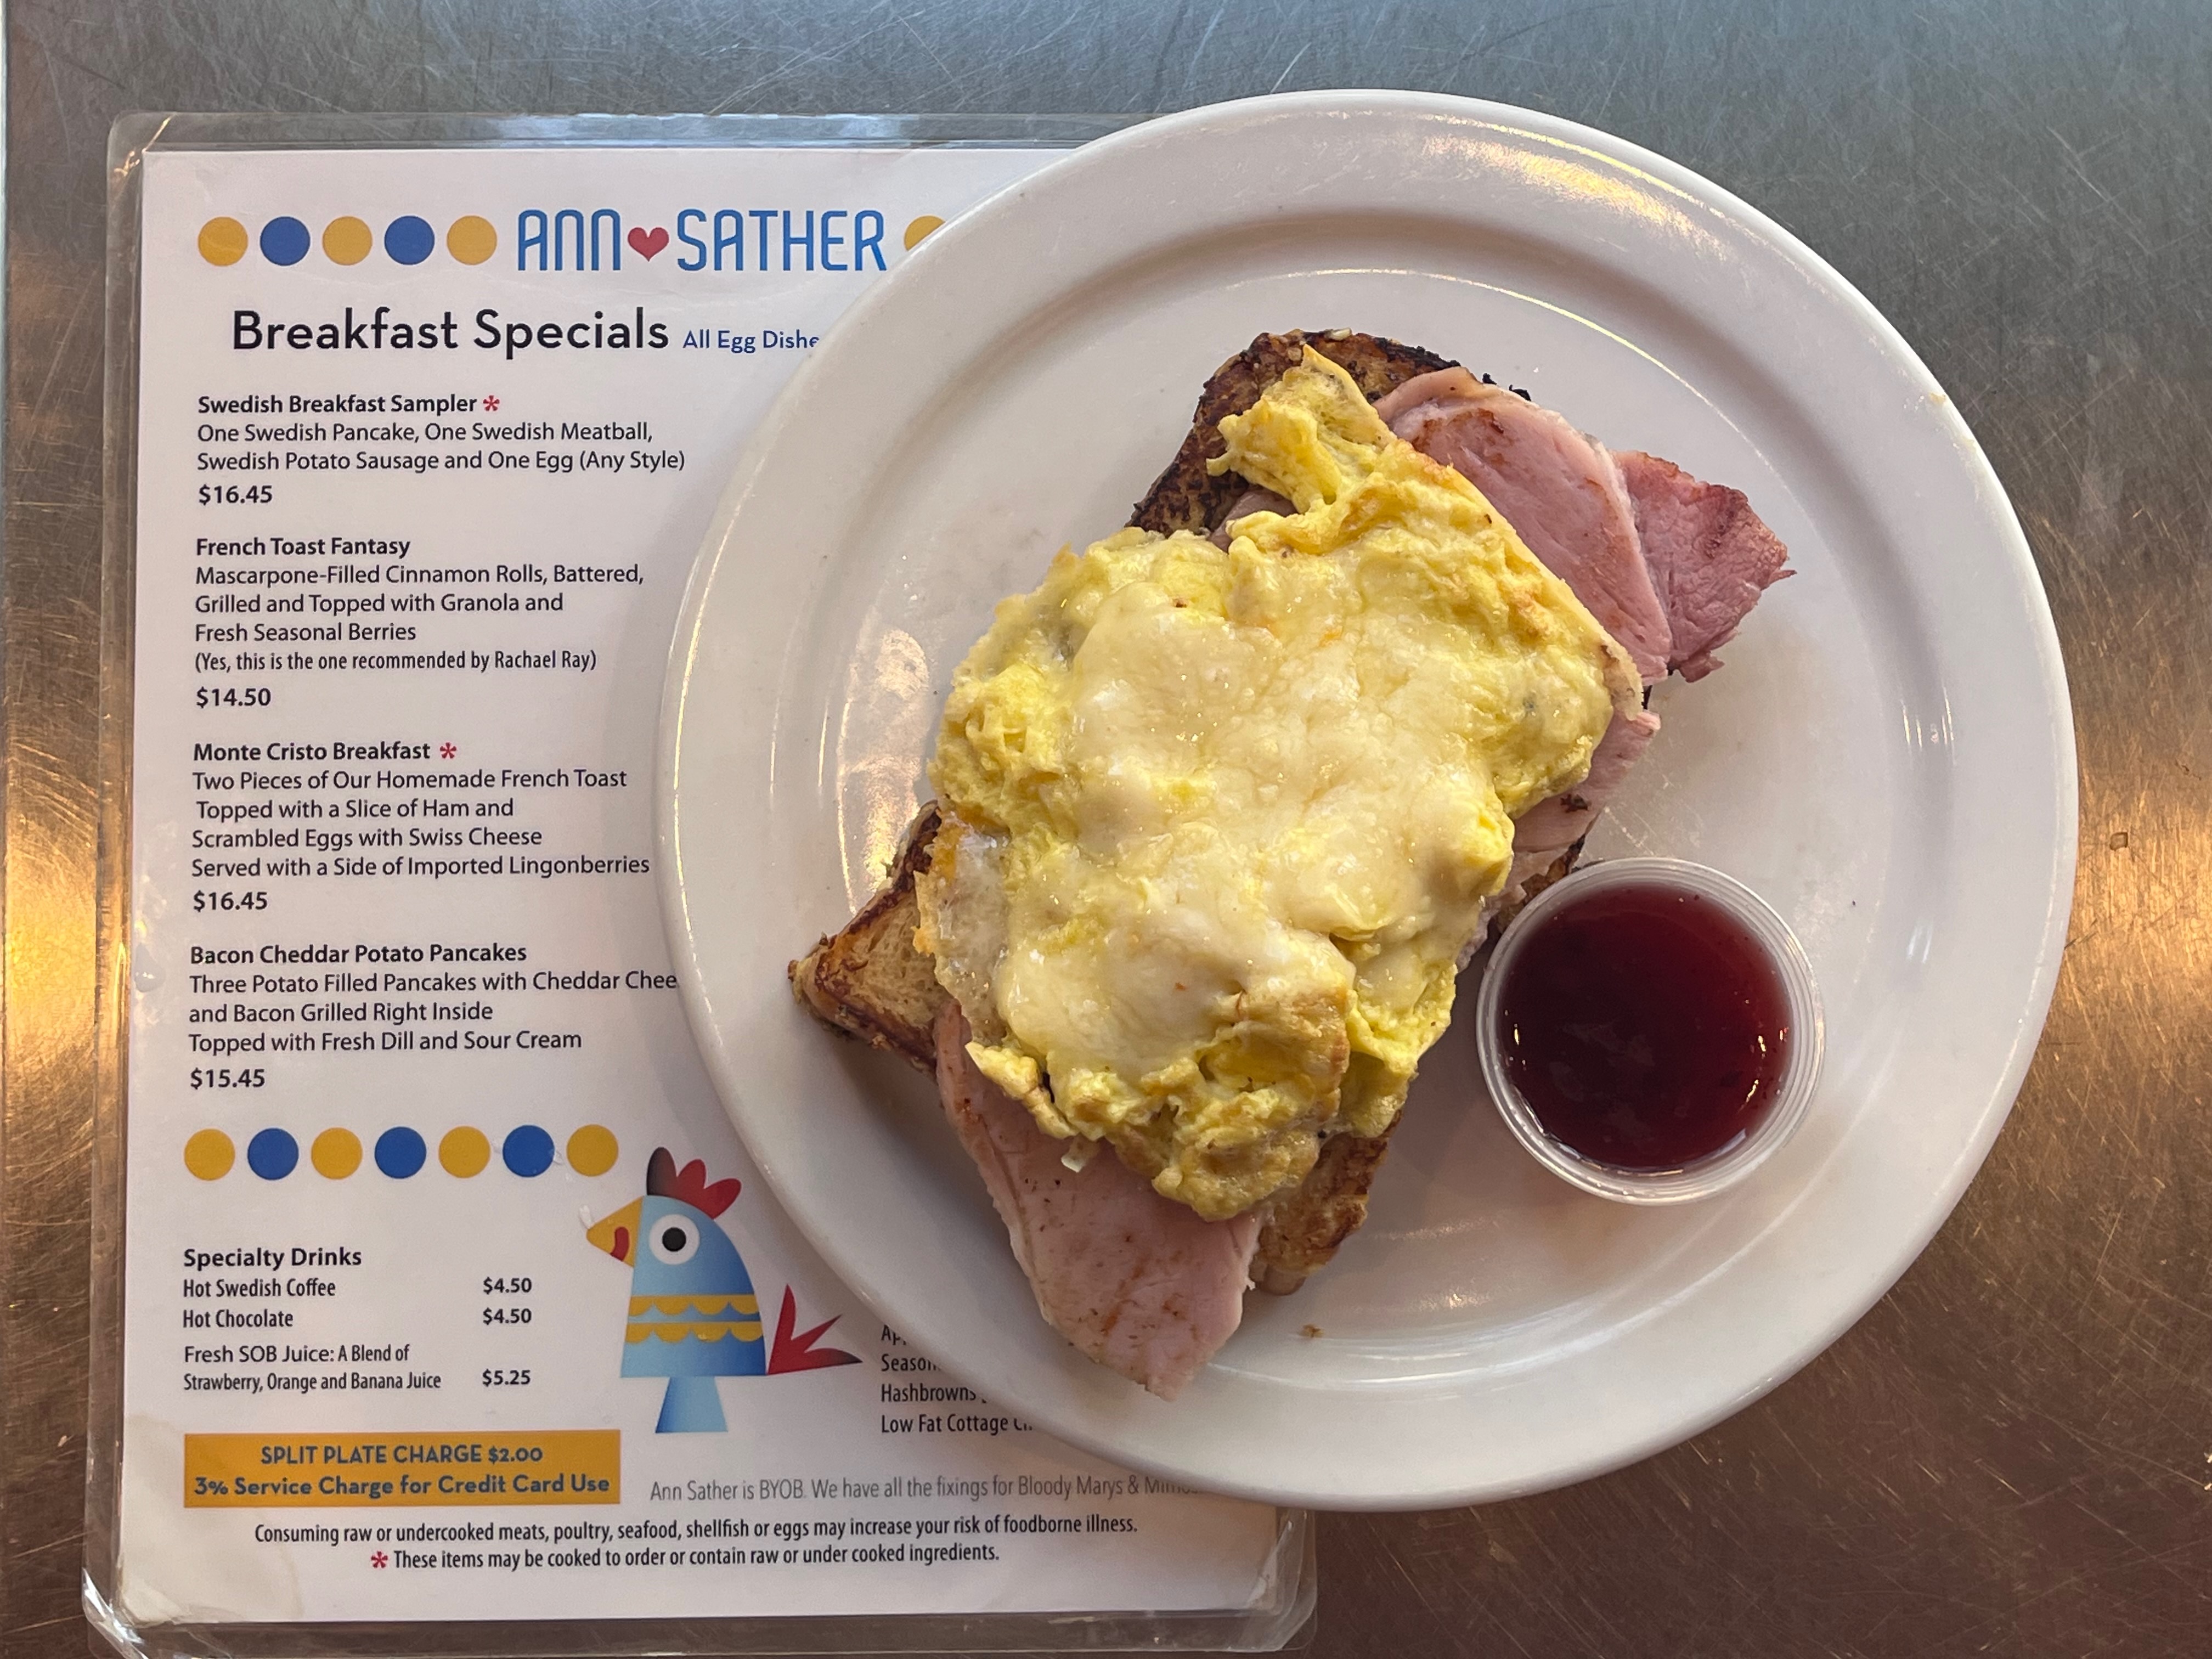 ANN SATHER
Breakfast Specials All Egg
Swedish Breakfast Sampler *
One Swedish Pancake, One Swedish Meatball,
Swedish Potato Sausage and One Egg (Any Style)
$16.45
French Toast Fantasy
Mascarpone-Filled Cinnamon Rolls, Battered,
Grilled and Topped with Granola and
Fresh Seasonal Berries
(Yes, this is the one recommended by Rachael Ray)
$14.50
Monte Cristo Breakfast *
Two Pieces of Our Homemade French Toast
Topped with a Slice of Ham and
Scrambled Eggs with Swiss Cheese
Served with a Side of Imported Lingonberries
$16.45
Bacon Cheddar Potato Pancakes
Three Potato Filled Pancakes with Cheddar
and Bacon Grilled Right Inside
Topped with Fresh Dill and Sour Cream
$15.45
Specialty Drinks
Hot Swedish Coffee $4.50
Hot Chocolate $4.50
Fresh SOB Juice: A Blend of
Strawberry, Orange and Banana Juice $5.25
Hashbrowns
Low Fat Cottage
SPLIT PLATE CHARGE $2.00
3% Service Charge for Credit Card Use
Ann Sather is BYOB. We have all the fixings for Bloody Marys &
Consuming raw or undercooked meats, poultry, seafood, shellfish or eggs may increase your risk of foodborne illness.
* These items may be cooked to order or contain raw or under cooked ingredients.